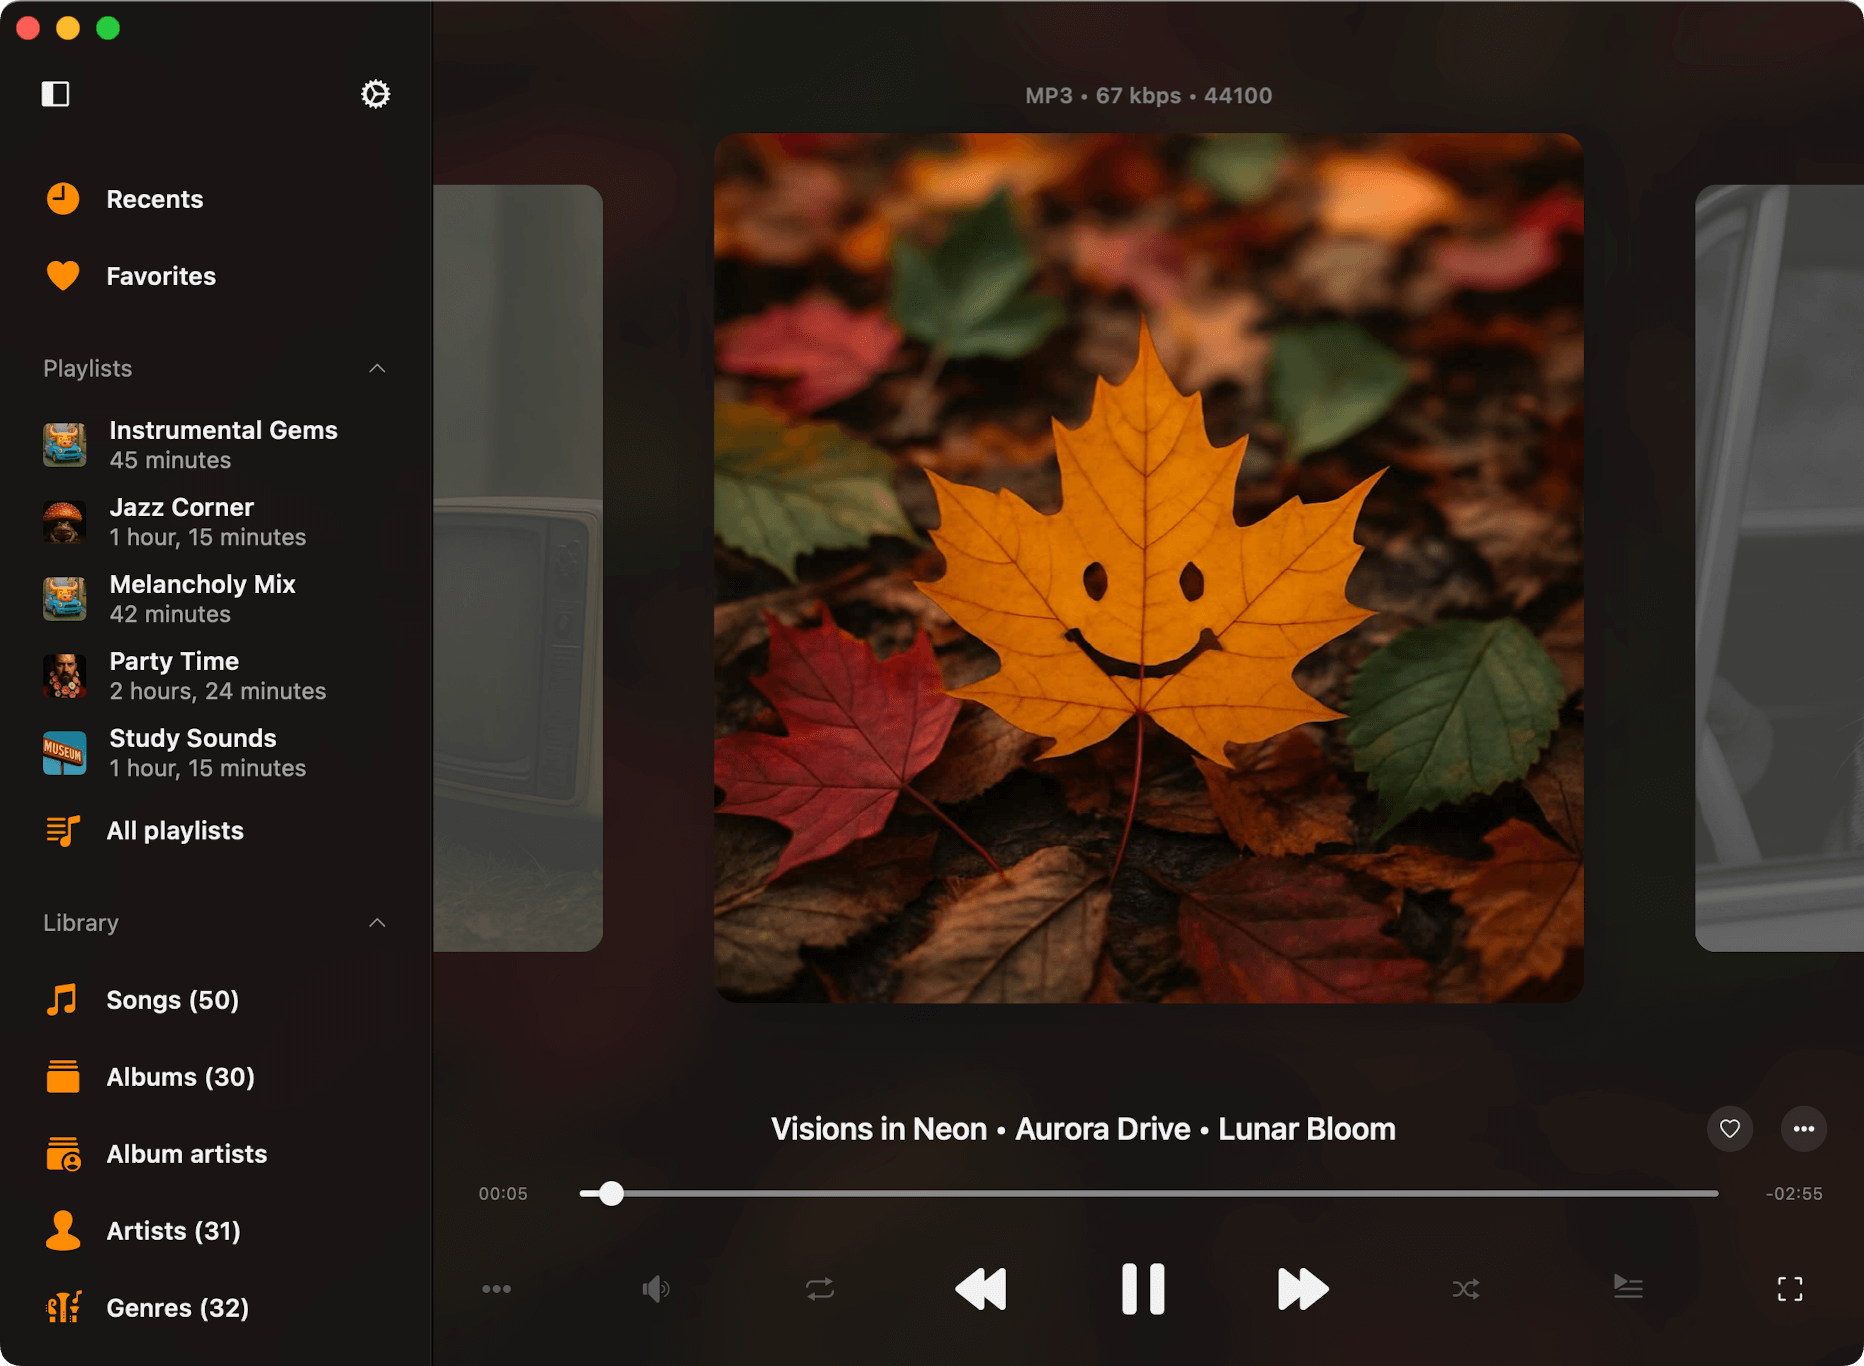 MP3 • 67 kbps • 44100
Recents
Favorites
Playlists
Instrumental Gems
45 minutes
Jazz Corner
1 hour, 15 minutes
Melancholy Mix
42 minutes
Party Time
2 hours, 24 minutes
Study Sounds
1 hour, 15 minutes
MUSEUM
All playlists
Library
Songs (50)
Albums (30)
Album artists
Artists (31)
Genres (32)
Visions in Neon • Aurora Drive • Lunar Bloom
00:05
-02:55